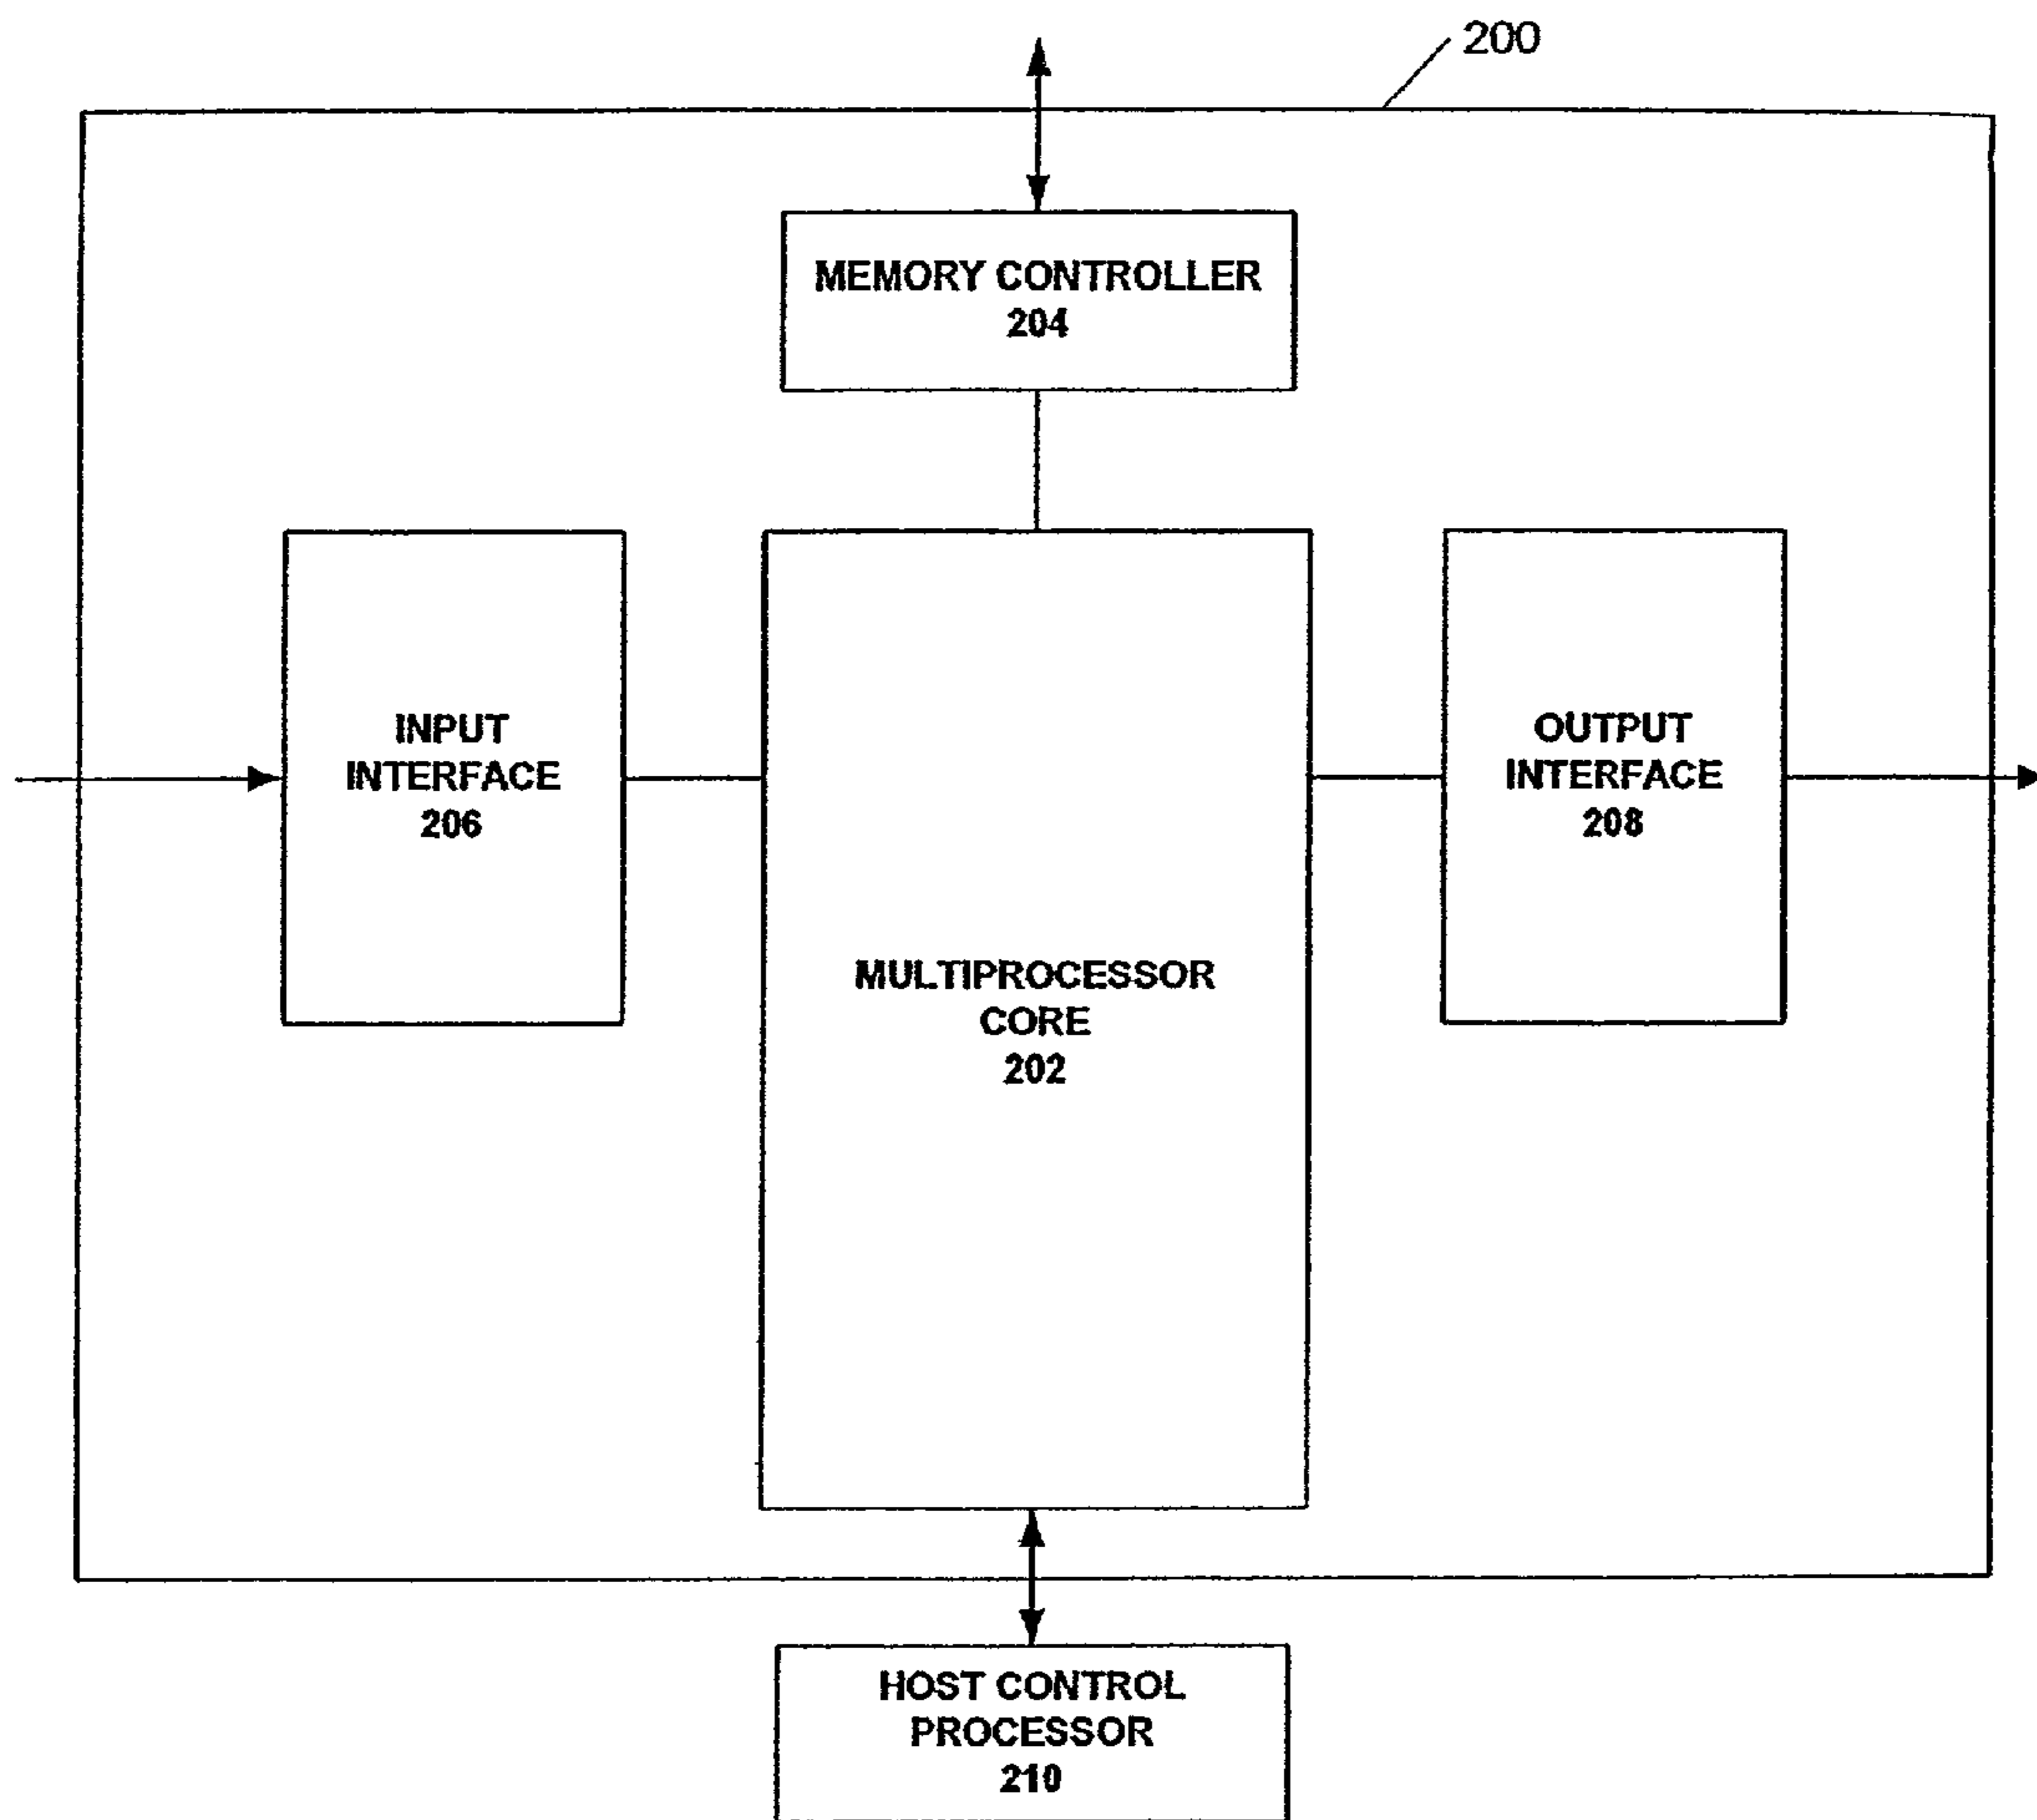 200
MEMORY CONTROLLER
204
INPUT
INTERFACE
206
OUTPUT
INTERFACE
208
MULTIPROCESSOR
CORE
202
HOST CONTROL
PROCESSOR
210